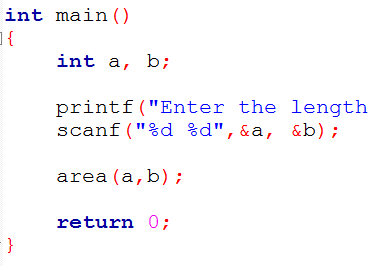 int main()
{
int a, b;
printf("Enter the length
scanf("%d %d",&a, &b);
area(a,b);
return 0;
}